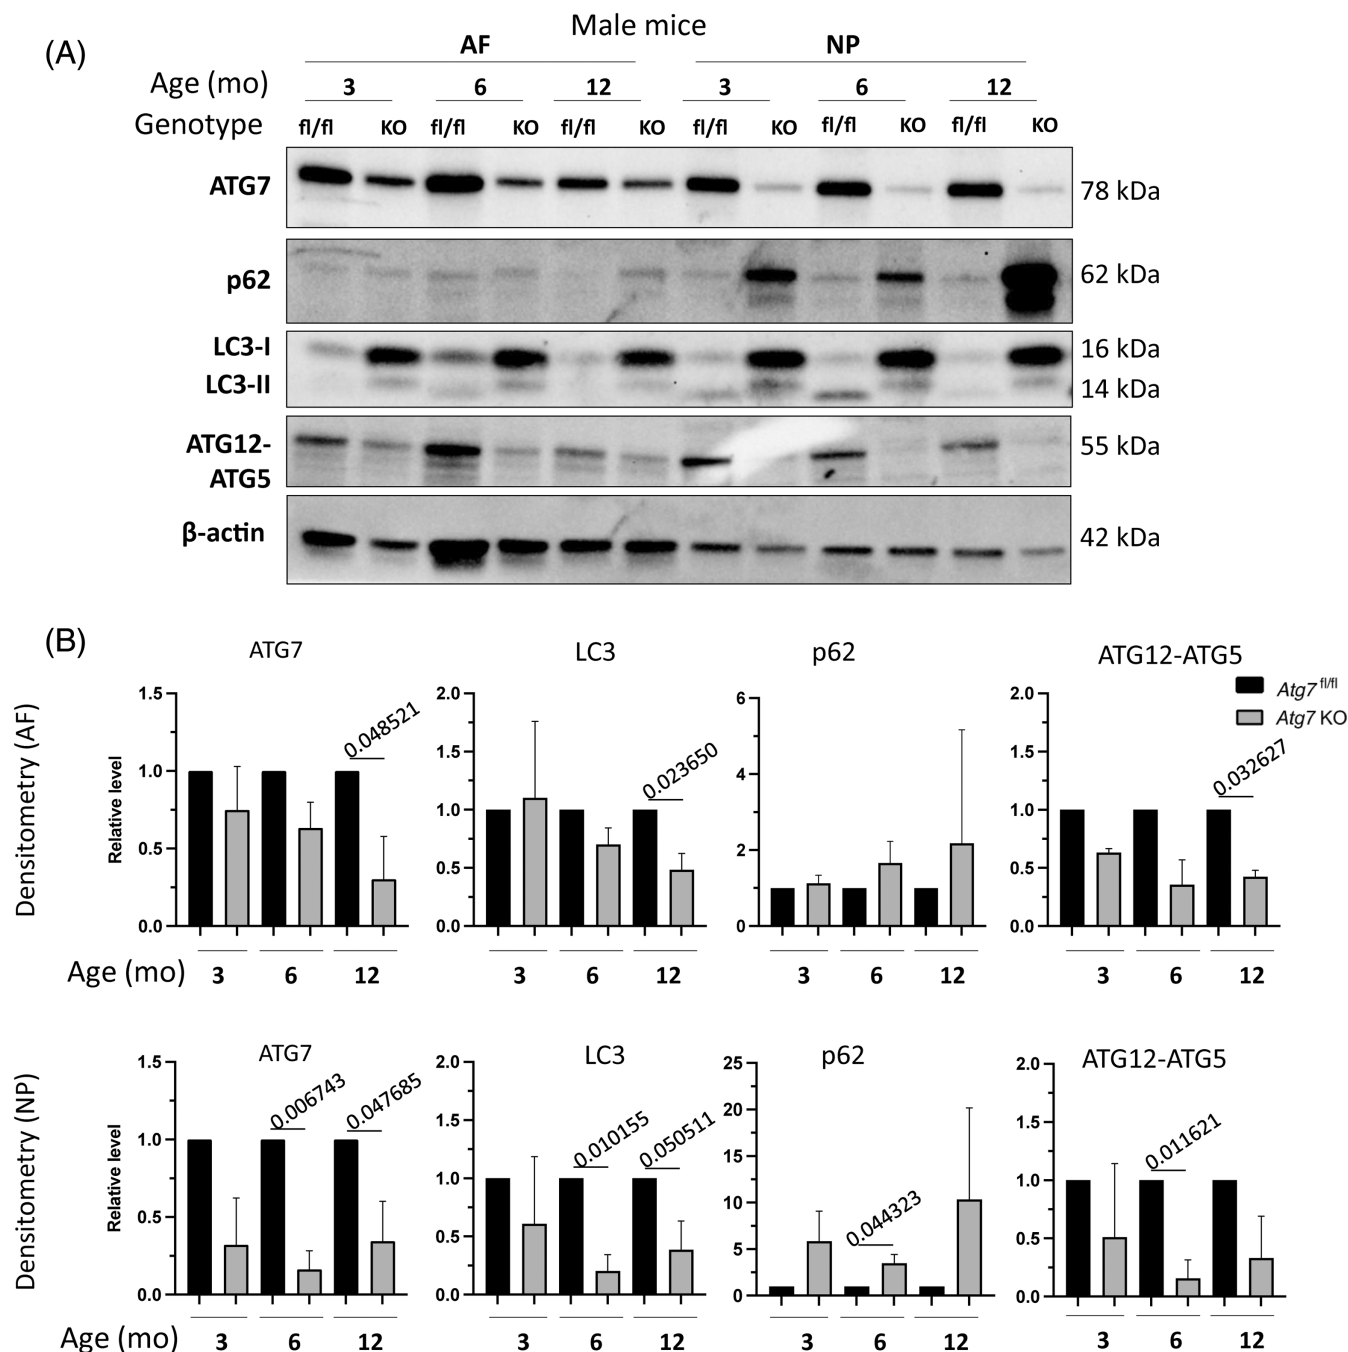 (A)
Male mice
AF NP
Age (mo) 3 6 12 3 6 12
Genotype fl/fl KO fl/fl KO fl/fl KO fl/fl KO fl/fl KO fl/fl KO
ATG7 78 kDa
p62 62 kDa
LC3-I 16 kDa
LC3-II 14 kDa
ATG12- 55 kDa
ATG5
β-actin 42 kDa
(B)
ATG7 LC3 p62 ATG12-ATG5
Atg7 fl/fl
Atg7 KO
Densitometry (AF)
Relative level
1.5
1.0
0.5
0.0
0.048521
2.0
1.5
1.0
0.5
0.0
0.023650
6
4
2
0
2.0
1.5
1.0
0.5
0.0
0.032627
Age (mo) 3 6 12 3 6 12 3 6 12 3 6 12
ATG7 LC3 p62 ATG12-ATG5
Densitometry (NP)
Relative level
1.5
1.0
0.5
0.0
0.006743
0.047685
2.0
1.5
1.0
0.5
0.0
0.010155
0.050511
25
20
15
10
5
0
0.044323
2.0
1.5
1.0
0.5
0.0
0.011621
Age (mo) 3 6 12 3 6 12 3 6 12 3 6 12